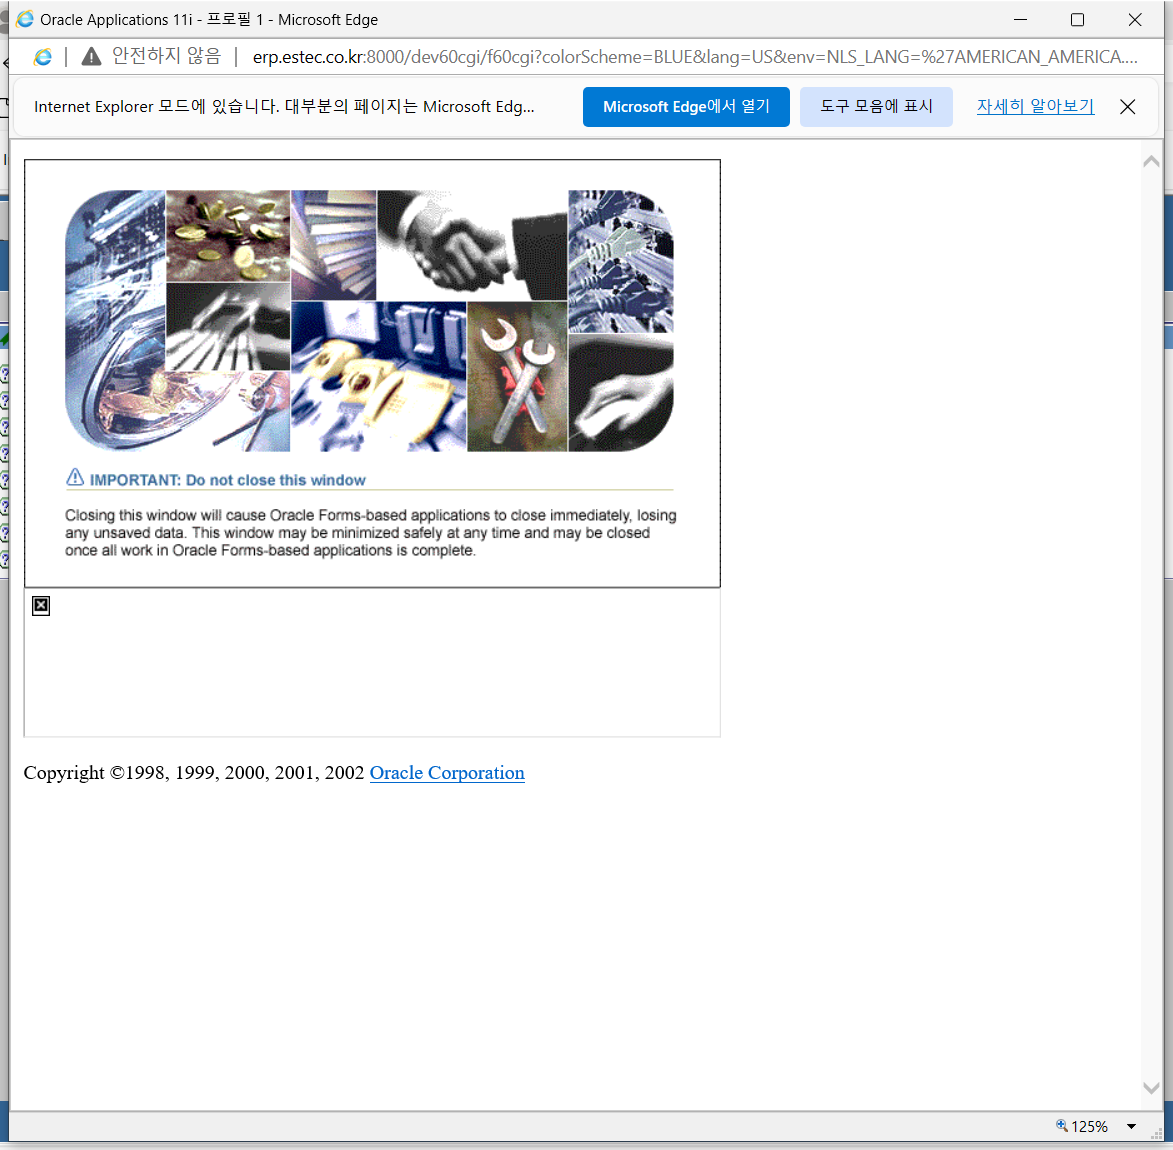 Oracle Applications 11i - 프로필 1 - Microsoft Edge
안전하지 않음 erp.estec.co.kr:8000/dev60cgi/f60cgi?colorScheme=BLUE&lang=US&env=NLS_LANG=%27AMERICAN_AMERICA....
Internet Explorer 모드에 있습니다. 대부분의 페이지는 Microsoft Edg... Microsoft Edge에서 열기 도구 모음에 표시 자세히 알아보기
IMPORTANT: Do not close this window
Closing this window will cause Oracle Forms-based applications to close immediately, losing
any unsaved data. This window may be minimized safely at any time and may be closed
once all work in Oracle Forms-based applications is complete.
Copyright ©1998, 1999, 2000, 2001, 2002 Oracle Corporation
125%